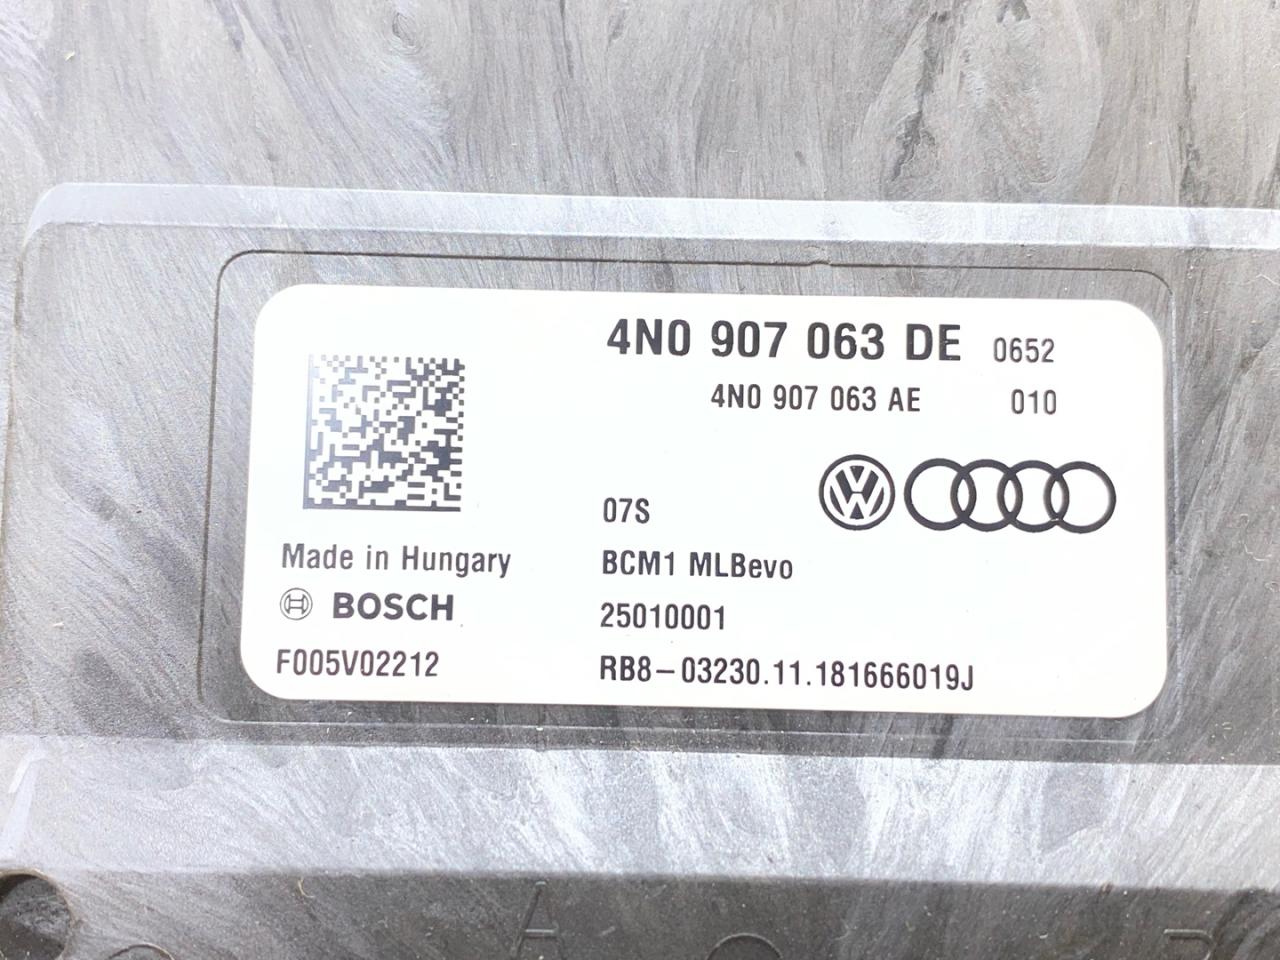 4N0 907 063 DE 0652
4N0 907 063 AE 010
07S
Made in Hungary
BCM1 MLBevo
BOSCH
25010001
F005V02212
RB8-03230.11.181666019J
A